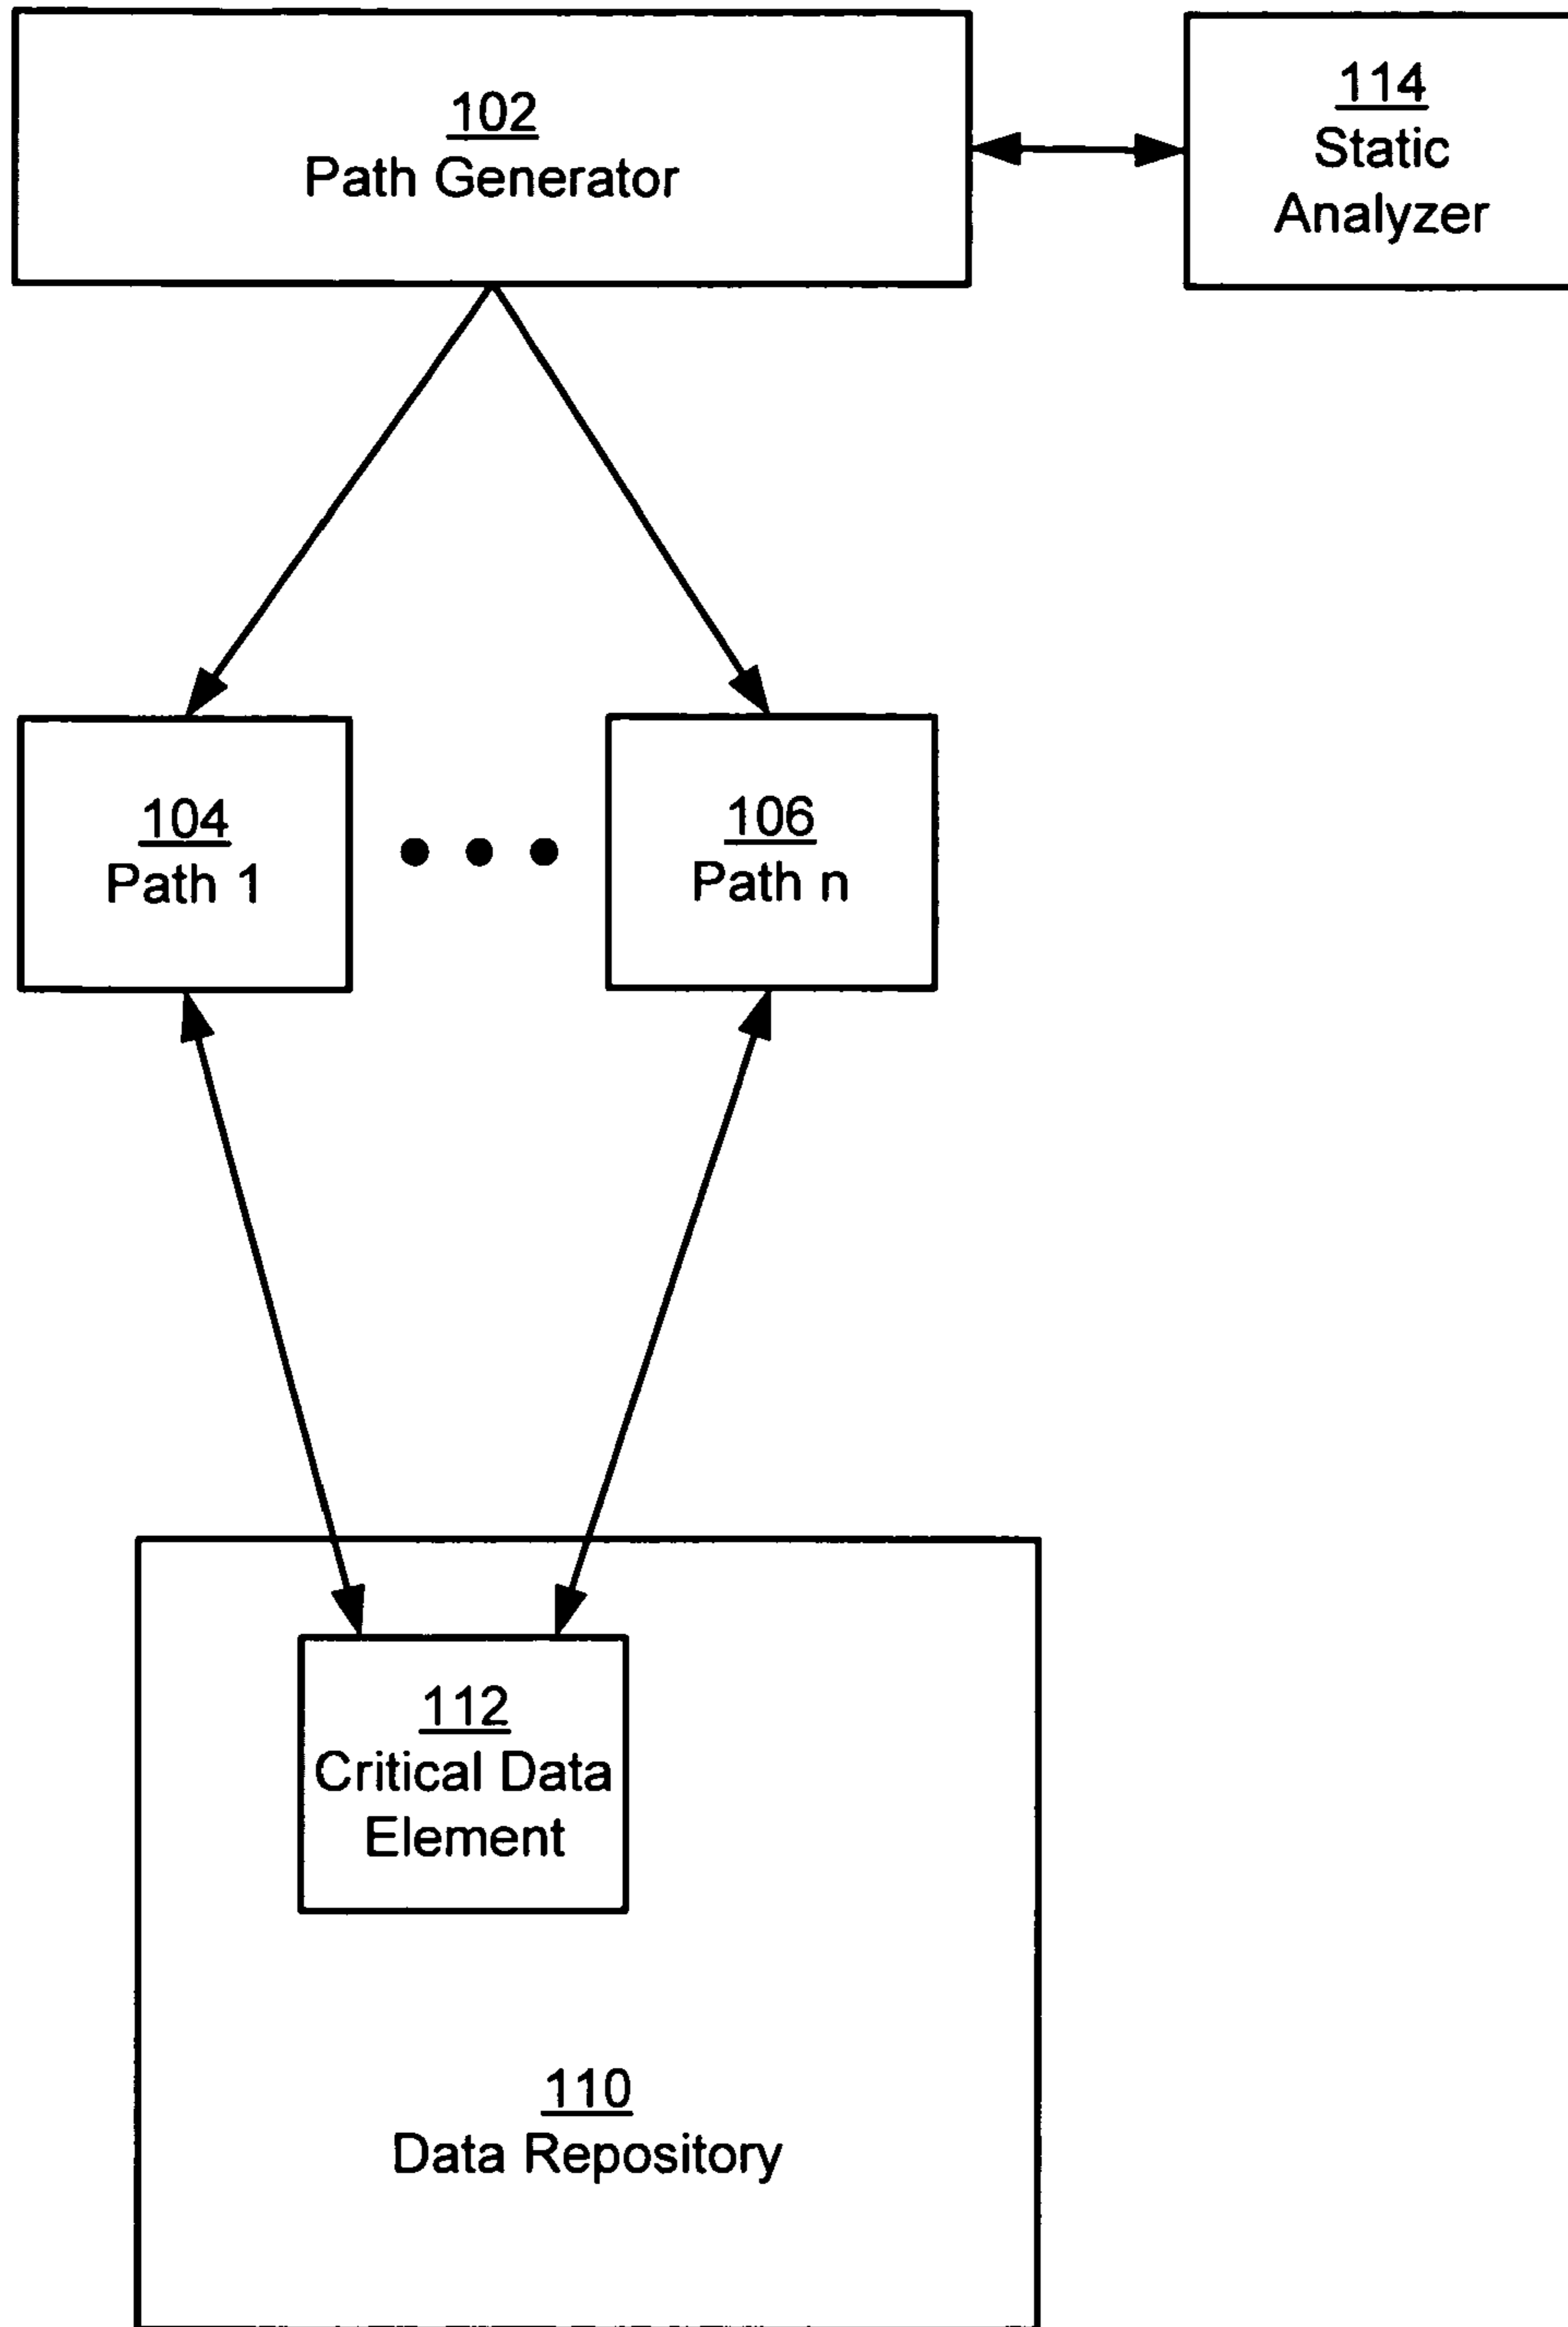 102
Path Generator
114
Static
Analyzer
104
Path 1
106
Path n
112
Critical Data
Element
110
Data Repository